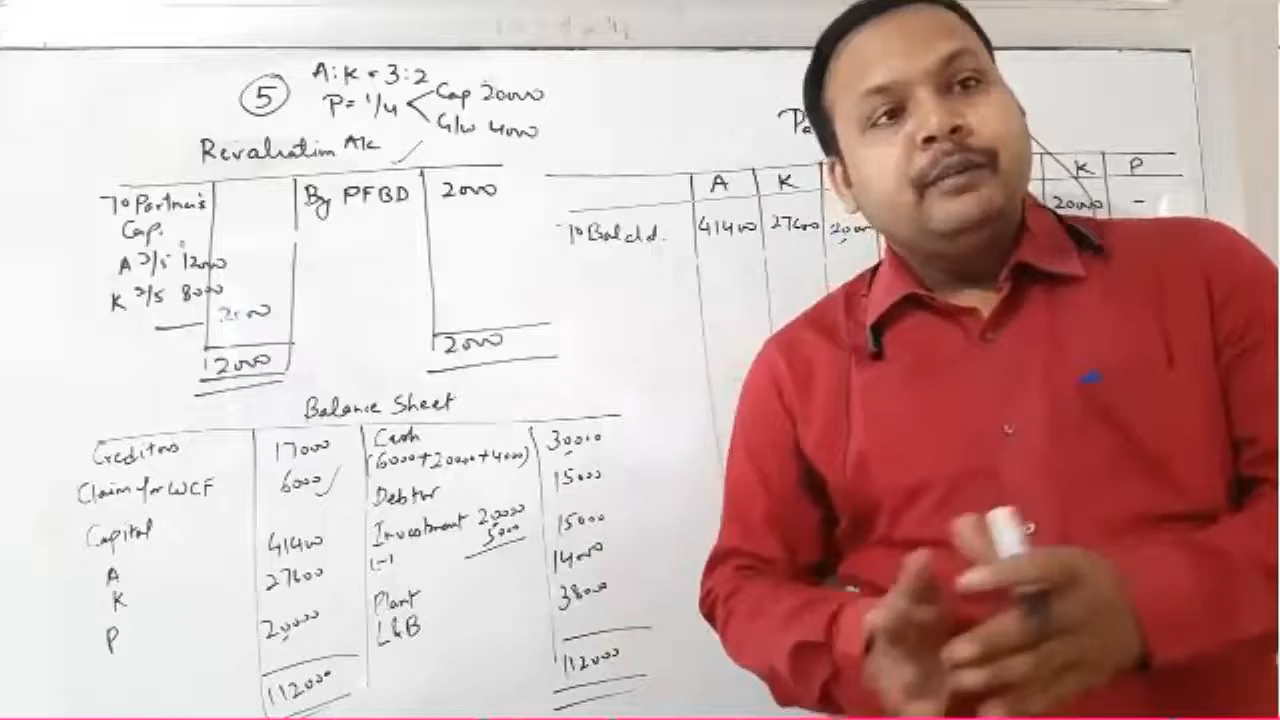 5
A:K = 3:2
P = 1/4 Cap 20000
G/w 4000
Revaluation A/c
To Partner's
Cap.
A 3/5 12000
K 2/5 8000
2000
2000
By PFBD 2000
2000
A K K P
20000 -
To Bal c/d. 41400 27600 20000
Balance Sheet
Creditors 17000 Cash 30000
(6000+20000+4000)
Claim for WCF 6000 Debtor 15000
Capital Investment 20000 15000
(-) 5000
A 41400 Plant 14000
K 27600 L&B 38000
P 20000
112000 112000